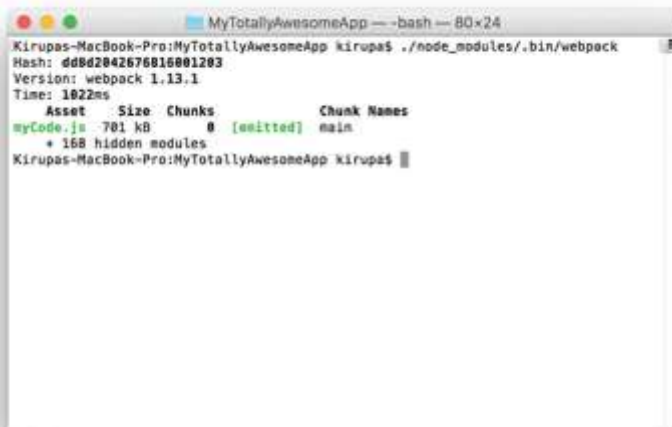 MyTotallyAwesomeApp — -bash — 80×24
Kirupas-MacBook-Pro:MyTotallyAwesomeApp kirupa$ ./node_modules/.bin/webpack
Hash: dd8d2042676816001203
Version: webpack 1.13.1
Time: 1022ms
Asset Size Chunks Chunk Names
myCode.js 701 kB 0 [emitted] main
+ 168 hidden modules
Kirupas-MacBook-Pro:MyTotallyAwesomeApp kirupa$